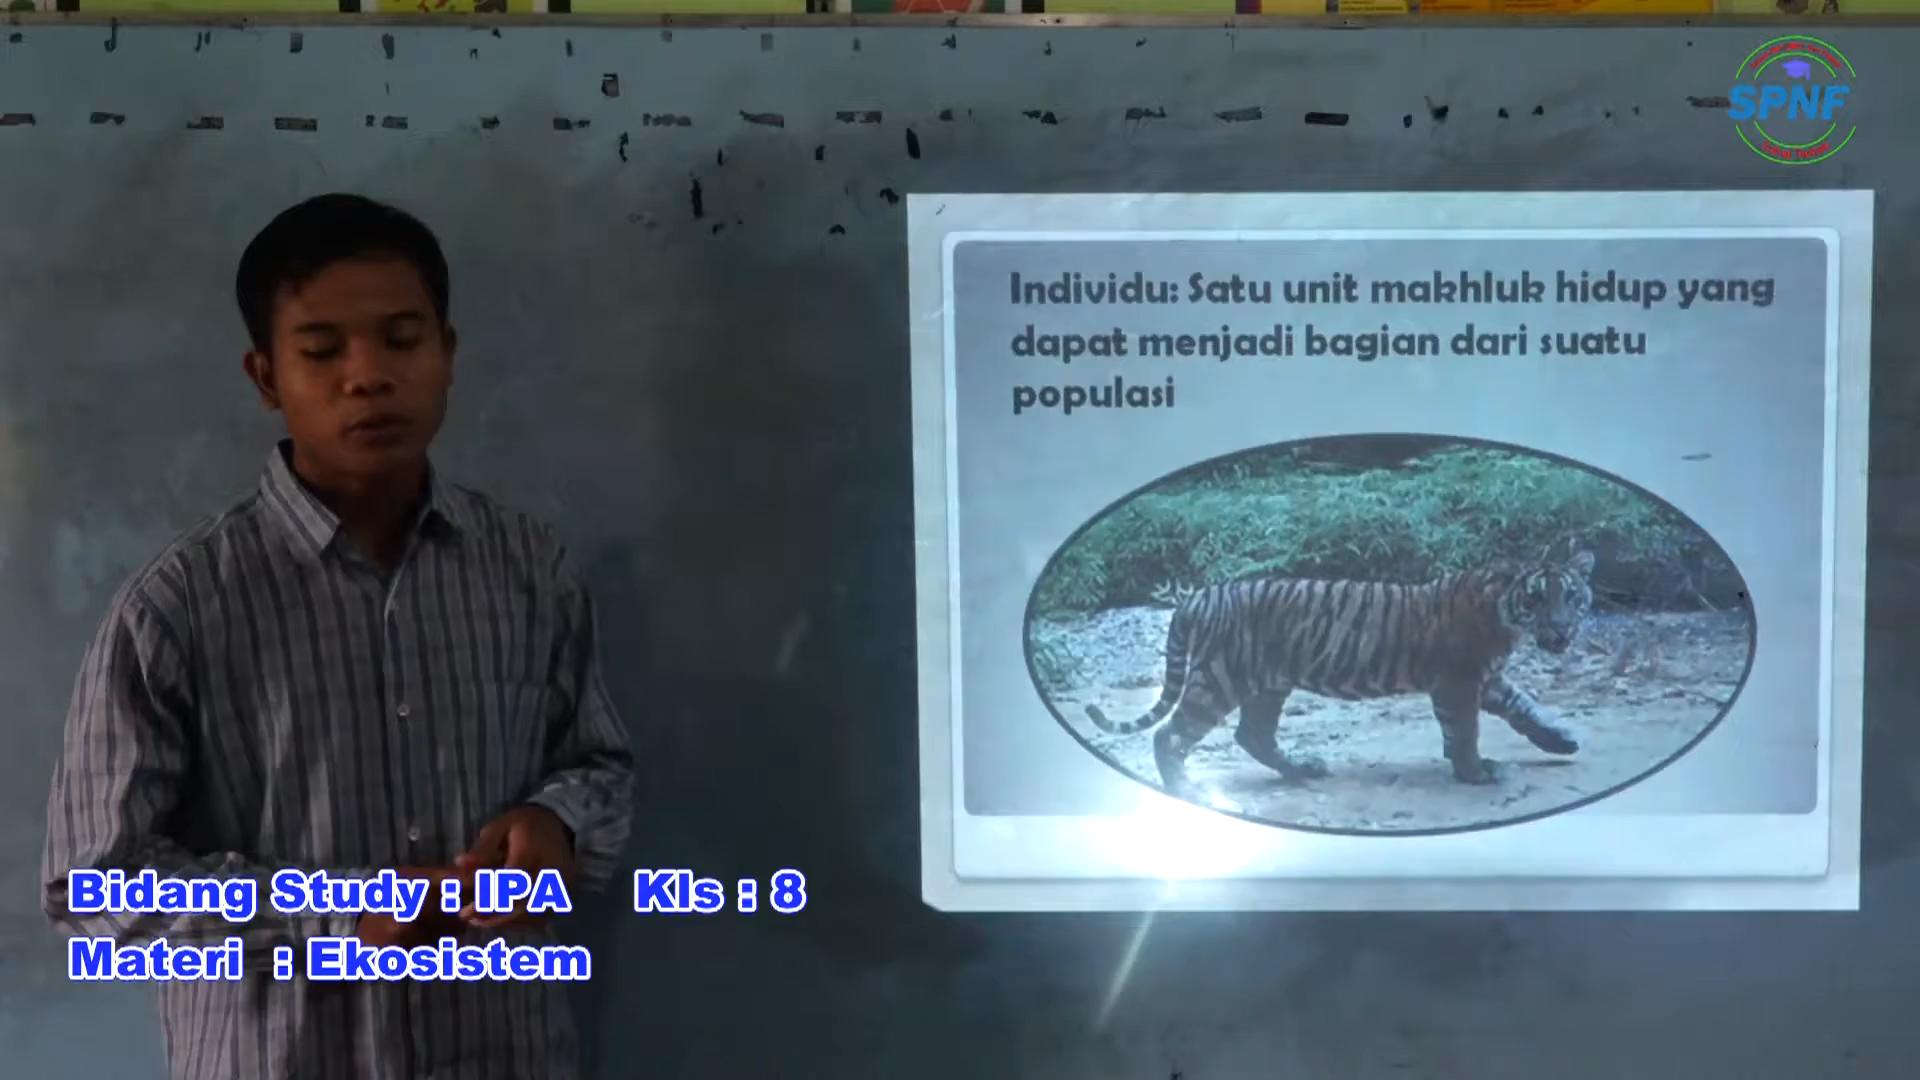 SPNF
Individu: Satu unit makhluk hidup yang
dapat menjadi bagian dari suatu
populasi
Bidang Study : IPA Kls : 8
Materi : Ekosistem